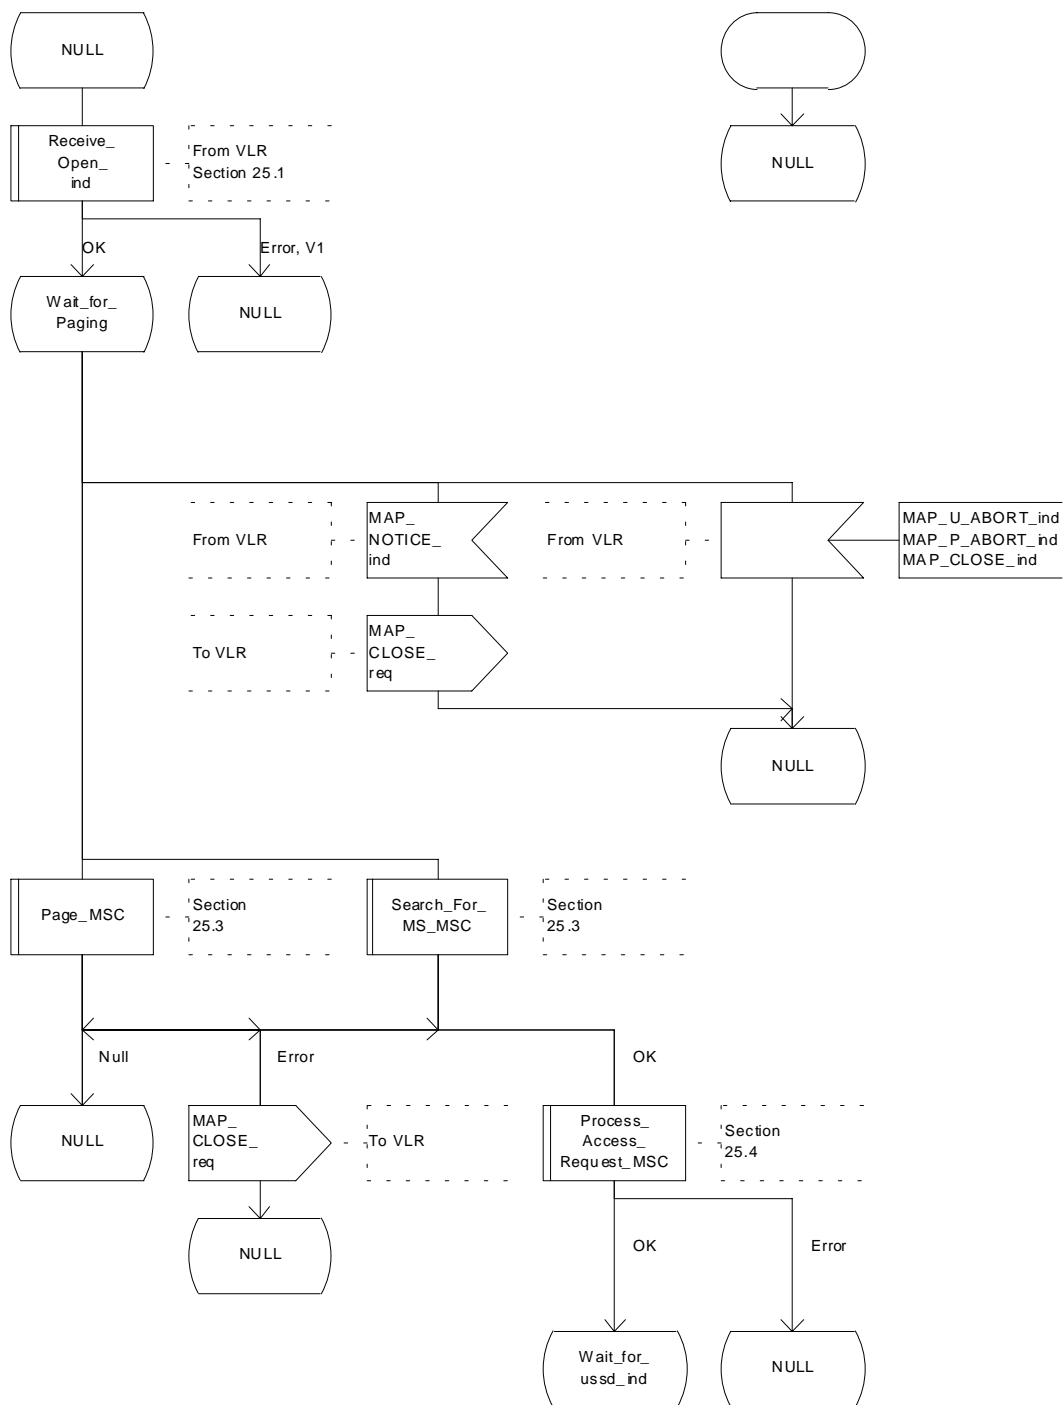 NULL
Receive_
Open_
ind
From VLR
Section 25.1
NULL
OK
Error, V1
Wait_for_
Paging
NULL
From VLR
MAP_
NOTICE_
ind
From VLR
MAP_U_ABORT_ind
MAP_P_ABORT_ind
MAP_CLOSE_ind
To VLR
MAP_
CLOSE_
req
NULL
Page_MSC
Section
25.3
Search_For_
MS_MSC
Section
25.3
Null
Error
OK
NULL
MAP_
CLOSE_
req
To VLR
Process_
Access_
Request_MSC
Section
25.4
NULL
OK
Error
Wait_for_
ussd_ind
NULL